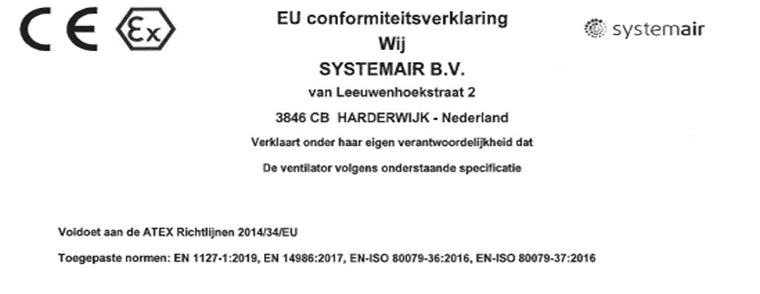 CE Ex
EU conformiteitsverklaring
systemair
Wij
SYSTEMAIR B.V.
van Leeuwenhoekstraat 2
3846 CB HARDERWIJK - Nederland
Verklaart onder haar eigen verantwoordelijkheid dat
De ventilator volgens onderstaande specificatie
Voldoet aan de ATEX Richtlijnen 2014/34/EU
Toegepaste normen: EN 1127-1:2019, EN 14986:2017, EN-ISO 80079-36:2016, EN-ISO 80079-37:2016